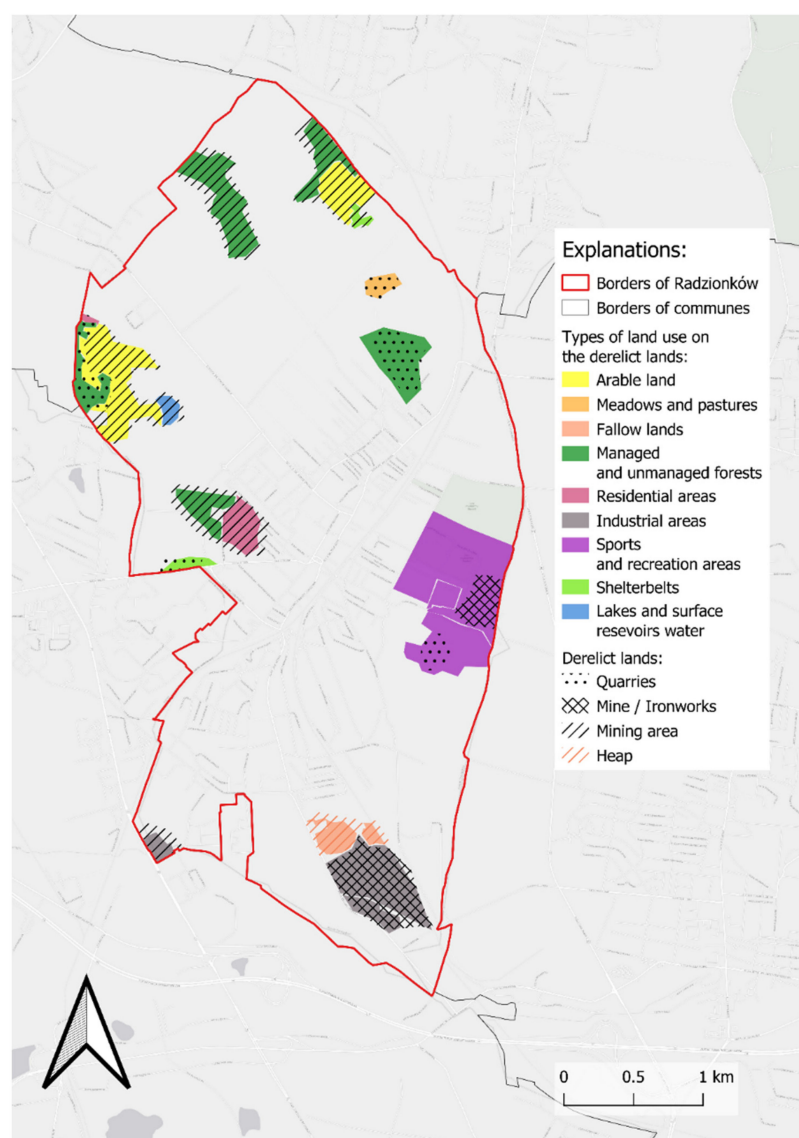 Explanations:
Borders of Radzionków
Borders of communes
Types of land use on
the derelict lands:
Arable land
Meadows and pastures
Fallow lands
Managed
and unmanaged forests
Residential areas
Industrial areas
Sports
and recreation areas
Shelterbelts
Lakes and surface
resevoirs water
Derelict lands:
Quarries
Mine / Ironworks
Mining area
Heap
0 0.5 1 km